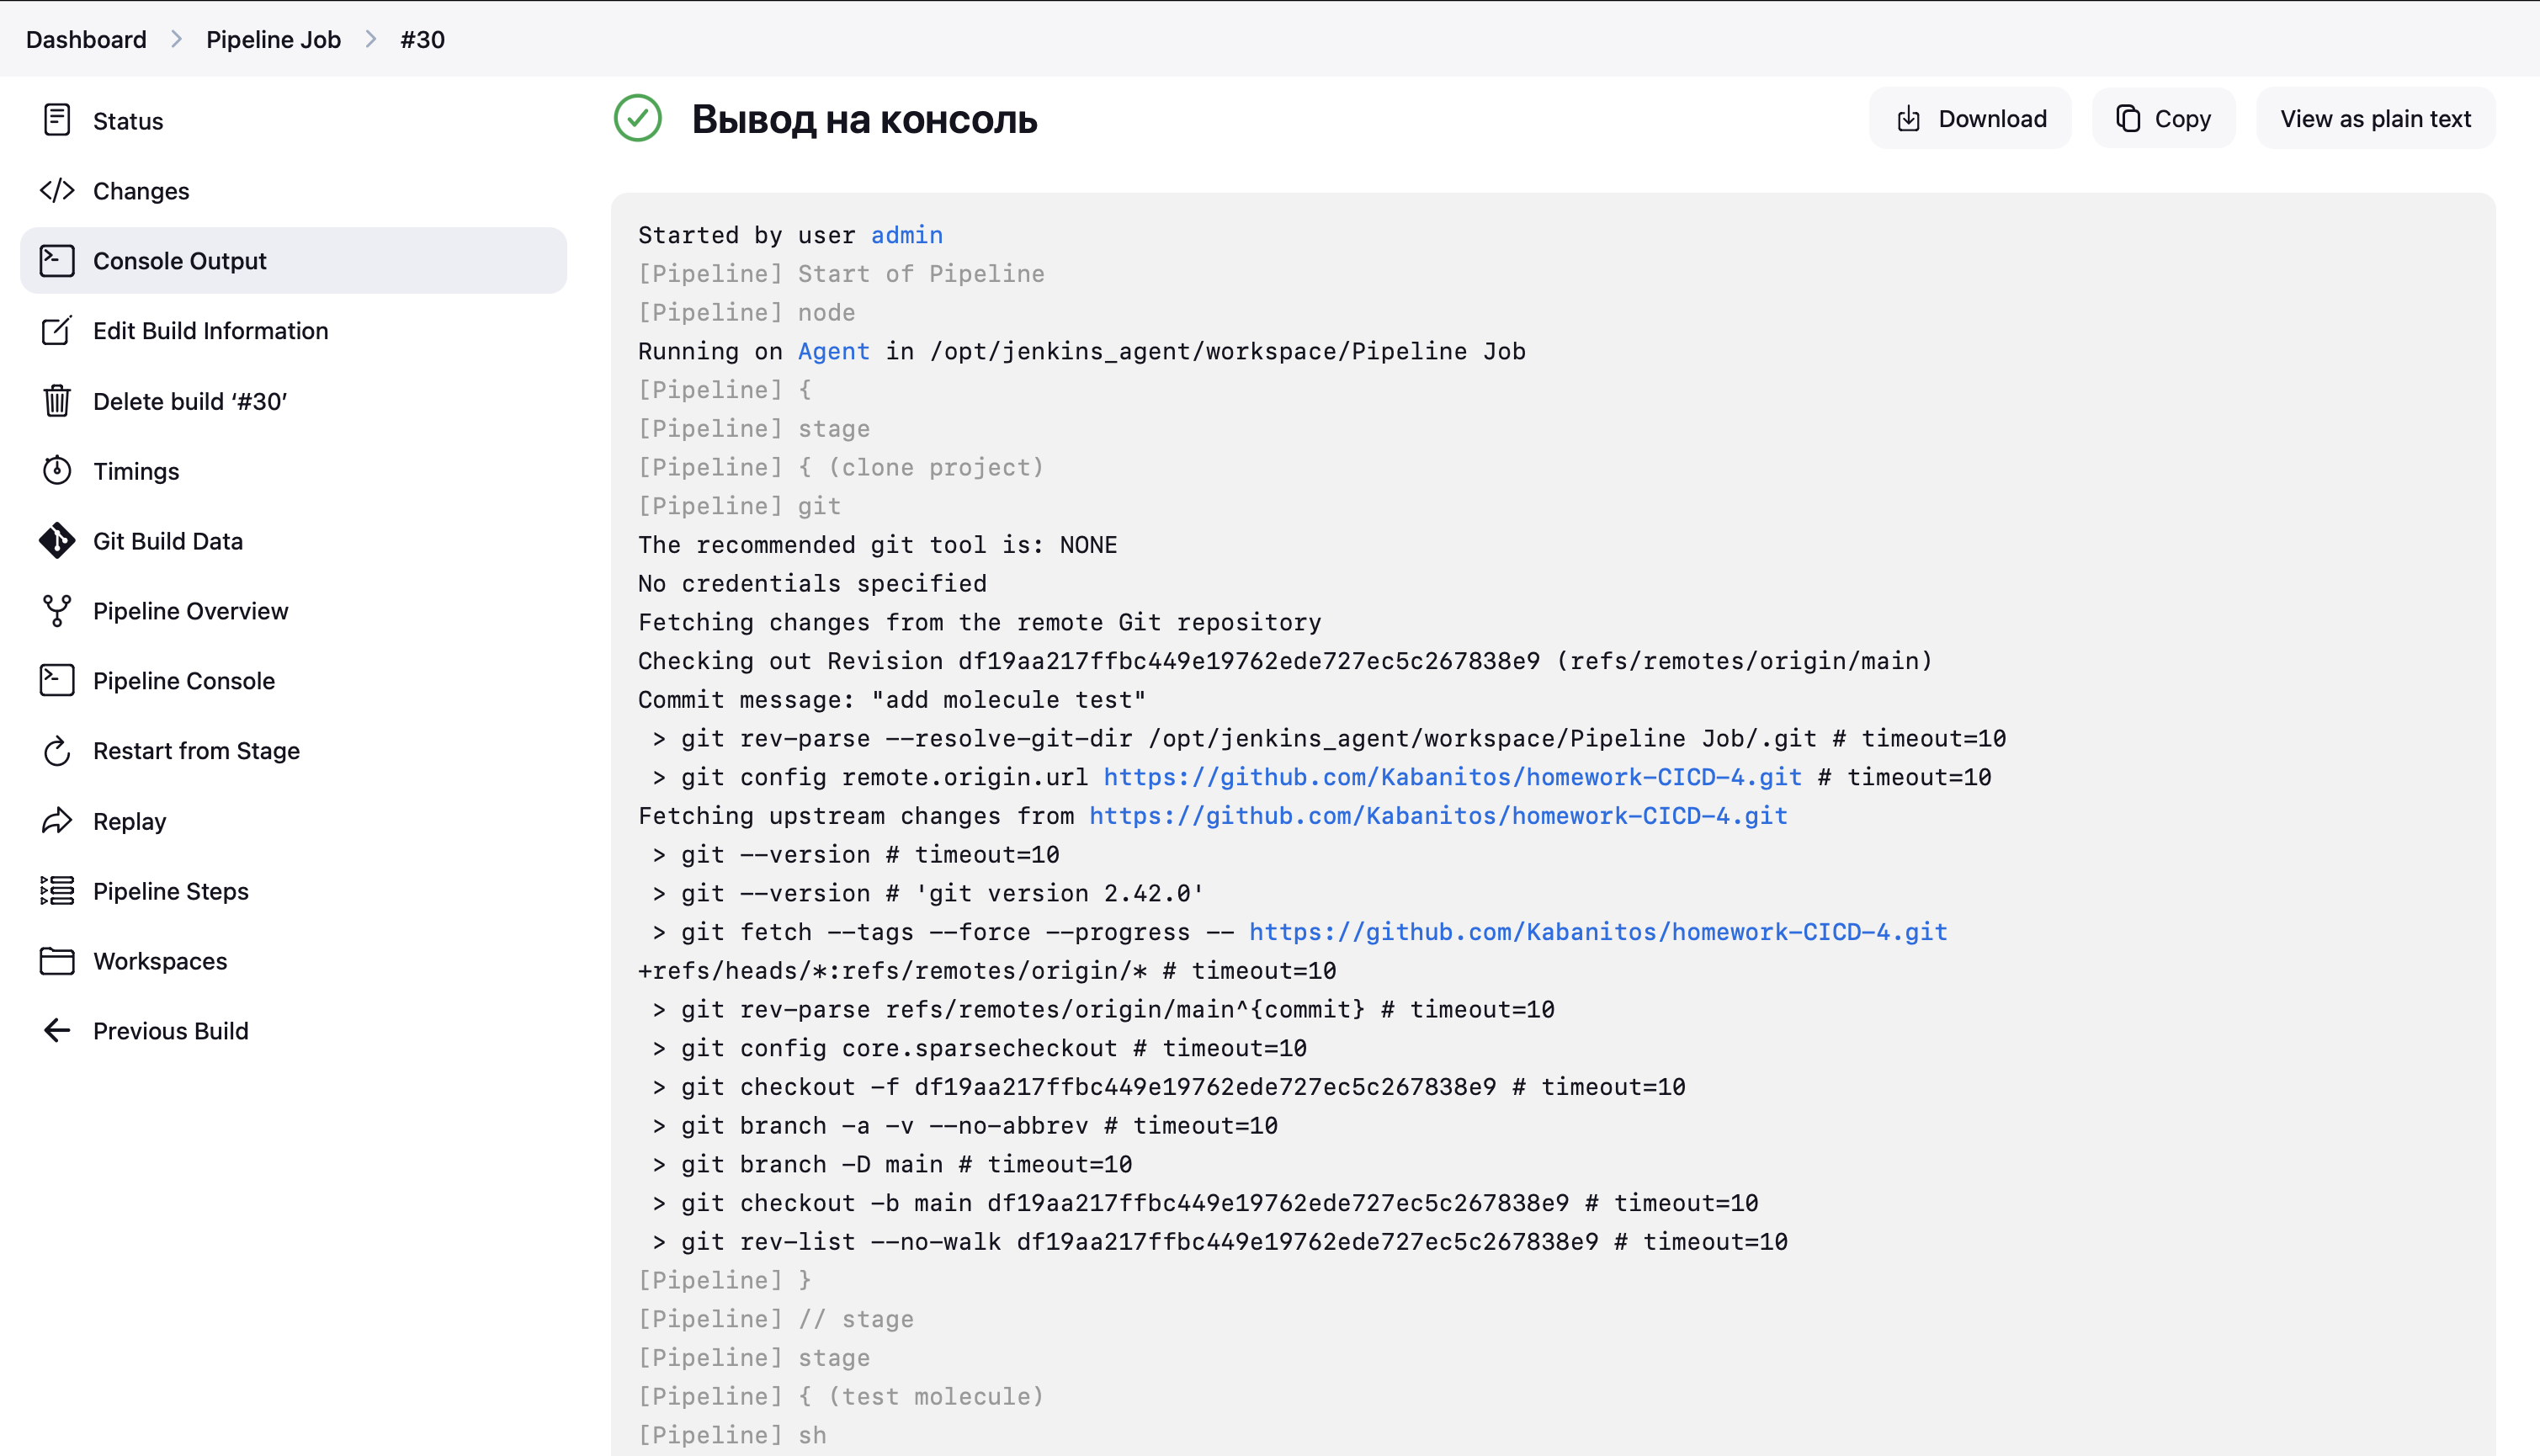 Dashboard > Pipeline Job > #30
Status
Changes
Console Output
Edit Build Information
Delete build ‘#30’
Timings
Git Build Data
Pipeline Overview
Pipeline Console
Restart from Stage
Replay
Pipeline Steps
Workspaces
Previous Build
Вывод на консоль
Download
Copy
View as plain text
Started by user admin
[Pipeline] Start of Pipeline
[Pipeline] node
Running on Agent in /opt/jenkins_agent/workspace/Pipeline Job
[Pipeline] {
[Pipeline] stage
[Pipeline] { (clone project)
[Pipeline] git
The recommended git tool is: NONE
No credentials specified
Fetching changes from the remote Git repository
Checking out Revision df19aa217ffbc449e19762ede727ec5c267838e9 (refs/remotes/origin/main)
Commit message: "add molecule test"
 > git rev-parse --resolve-git-dir /opt/jenkins_agent/workspace/Pipeline Job/.git # timeout=10
 > git config remote.origin.url https://github.com/Kabanitos/homework-CICD-4.git # timeout=10
Fetching upstream changes from https://github.com/Kabanitos/homework-CICD-4.git
 > git --version # timeout=10
 > git --version # 'git version 2.42.0'
 > git fetch --tags --force --progress -- https://github.com/Kabanitos/homework-CICD-4.git
+refs/heads/*:refs/remotes/origin/* # timeout=10
 > git rev-parse refs/remotes/origin/main^{commit} # timeout=10
 > git config core.sparsecheckout # timeout=10
 > git checkout -f df19aa217ffbc449e19762ede727ec5c267838e9 # timeout=10
 > git branch -a -v --no-abbrev # timeout=10
 > git branch -D main # timeout=10
 > git checkout -b main df19aa217ffbc449e19762ede727ec5c267838e9 # timeout=10
 > git rev-list --no-walk df19aa217ffbc449e19762ede727ec5c267838e9 # timeout=10
[Pipeline] }
[Pipeline] // stage
[Pipeline] stage
[Pipeline] { (test molecule)
[Pipeline] sh